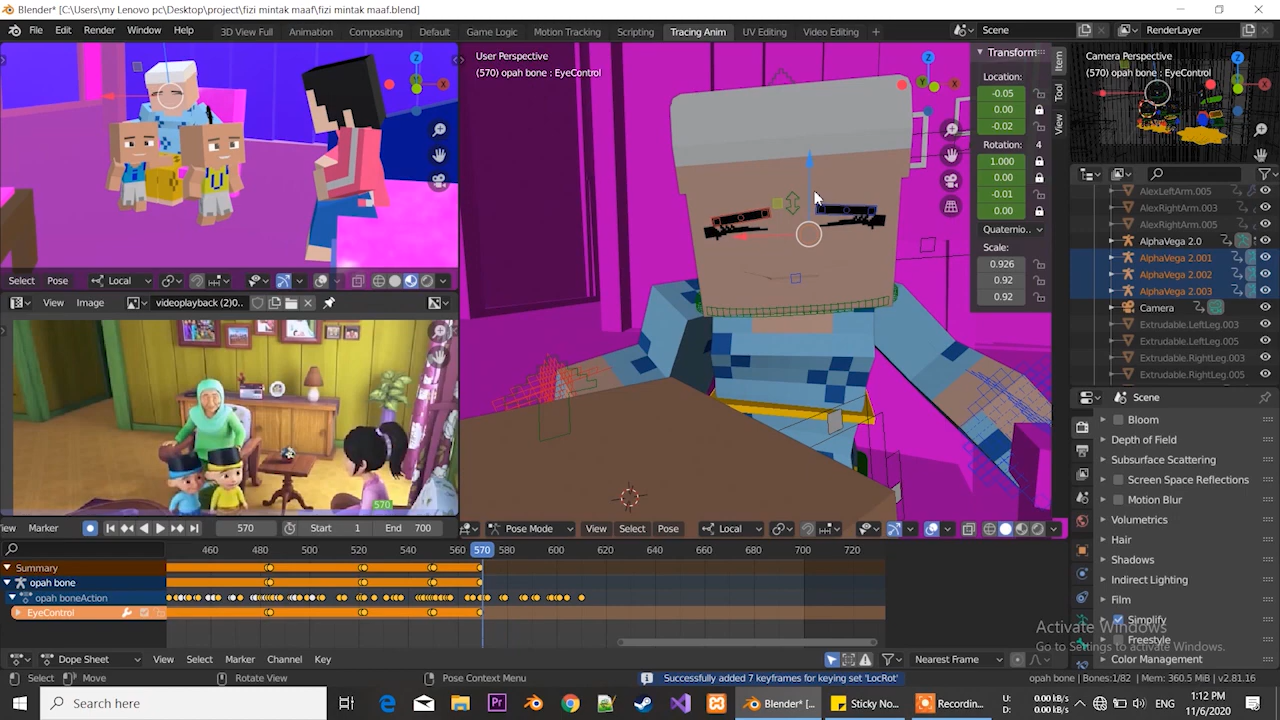 Blender* [C:\Users\my Lenovo pc\Desktop\project\fizi mintak maaf\fizi mintak maaf.blend]
File Edit Render Window Help 3D View Full Animation Compositing Default Game Logic Motion Tracking Scripting Tracing Anim UV Editing Video Editing + Scene RenderLayer
User Perspective
(570) opah bone : EyeControl
Transform
Location:
-0.05
0.00
-0.02
Rotation: 4
1.000
0.00
-0.01
0.00
Quaternio..
Scale:
0.926
0.92
0.92
Item
Tool
View
Camera Perspective
(570) opah bone : EyeControl
AlexLeftArm.005
AlexRightArm.003
AlexRightArm.005
AlphaVega 2.0
AlphaVega 2.001
AlphaVega 2.002
AlphaVega 2.003
Camera
Extrudable.LeftLeg.003
Extrudable.LeftLeg.005
Extrudable.RightLeg.003
Extrudable.RightLeg.005
Select Pose Local
View Image videoplayback (2)0..
570
Scene
Bloom
Depth of Field
Subsurface Scattering
Screen Space Reflections
Motion Blur
Volumetrics
Hair
Shadows
Indirect Lighting
Film
Simplify
Freestyle
Color Management
Activate Windows
Go to Settings to activate Windows.
Pose Mode View Select Pose Local
iew Marker 570 Start 1 End 700
460 480 500 520 540 560 570 580 600 620 640 660 680 700 720
Summary
opah bone
opah boneAction
EyeControl
Dope Sheet View Select Marker Channel Key Nearest Frame
Select Move Rotate View Pose Context Menu Successfully added 7 keyframes for keying set 'LocRot' opah bone | Bones:1/82 | Mem: 360.5 MiB | v2.81.16
Search here Blender* [... Sticky No... Recordin... U: 0.00 kB/s D: 0.00 kB/s ENG 1:12 PM 11/6/2020